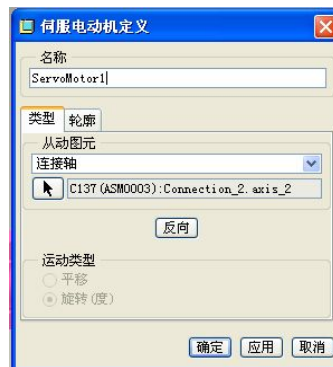 伺服电动机定义
名称
ServoMotor1
类型 轮廓
从动图元
连接轴
C137 (ASM0003):Connection_2.axis_2
反向
运动类型
平移
旋转(度)
确定 应用 取消